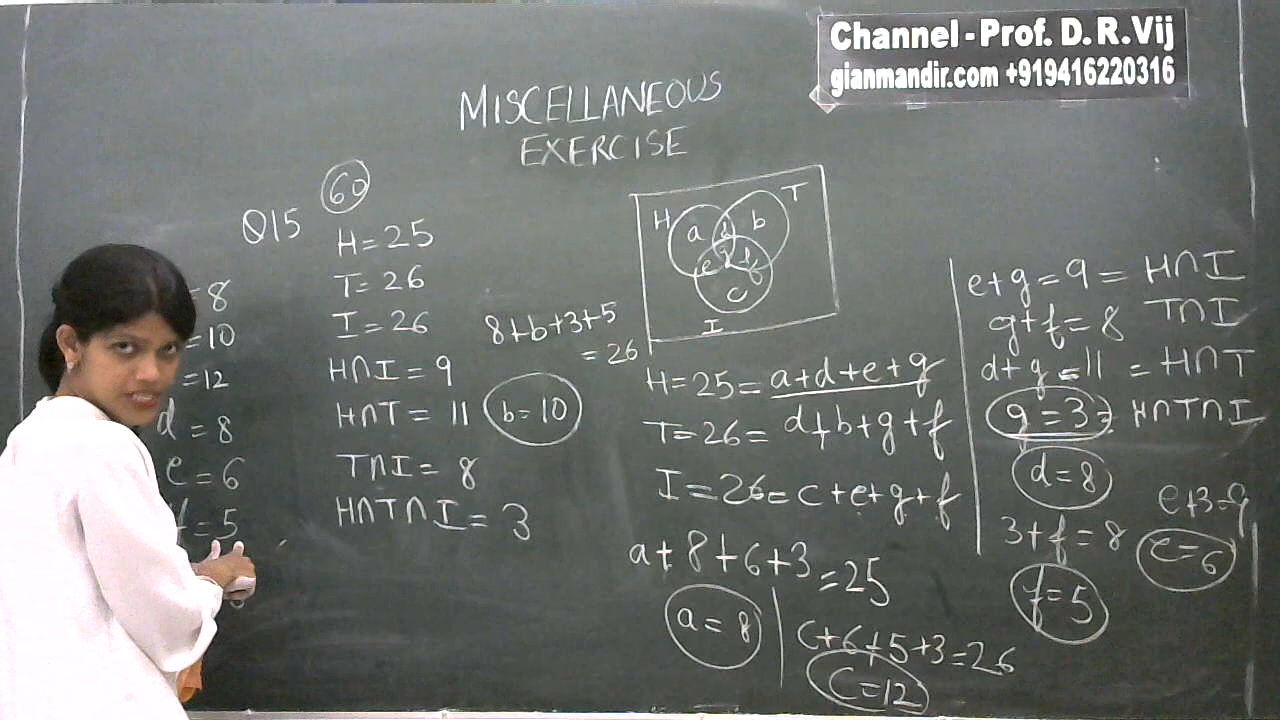 Channel - Prof. D. R. Vij
gianmandir.com +919416220316
MISCELLANEOUS
EXERCISE
Q15
60
H = 25
T = 26
I = 26
H∩I = 9
H∩T = 11
T∩I = 8
H∩T∩I = 3
= 8
= 10
= 12
d = 8
e = 6
f = 5
8+b+3+5
= 26
b = 10
H
T
a
d
b
e
g
f
c
I
H = 25 = a+d+e+g
T = 26 = d+b+g+f
I = 26 = c+e+g+f
a+8+6+3 = 25
a = 8
c+6+5+3 = 26
c = 12
e+g = 9 = H∩I
g+f = 8 T∩I
d+g = 11 = H∩T
g = 3 = H∩T∩I
d = 8
3+f = 8
f = 5
e+3=9
e = 6